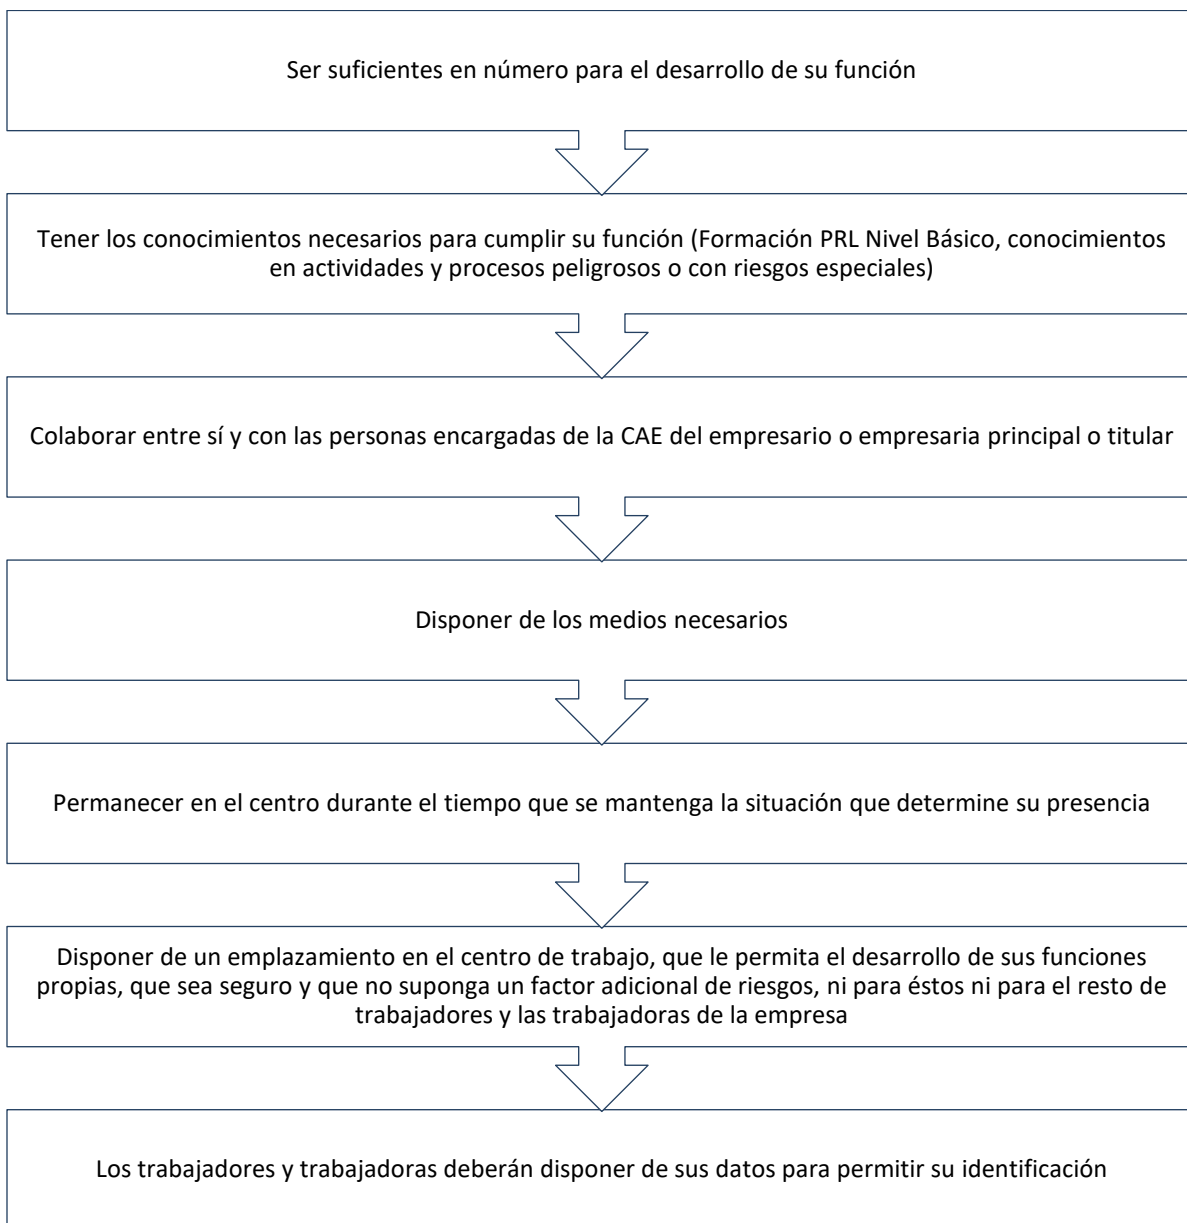 Ser suficientes en número para el desarrollo de su función
Tener los conocimientos necesarios para cumplir su función (Formación PRL Nivel Básico, conocimientos
en actividades y procesos peligrosos o con riesgos especiales)
Colaborar entre sí y con las personas encargadas de la CAE del empresario o empresaria principal o titular
Disponer de los medios necesarios
Permanecer en el centro durante el tiempo que se mantenga la situación que determine su presencia
Disponer de un emplazamiento en el centro de trabajo, que le permita el desarrollo de sus funciones
propias, que sea seguro y que no suponga un factor adicional de riesgos, ni para éstos ni para el resto de
trabajadores y las trabajadoras de la empresa
Los trabajadores y trabajadoras deberán disponer de sus datos para permitir su identificación